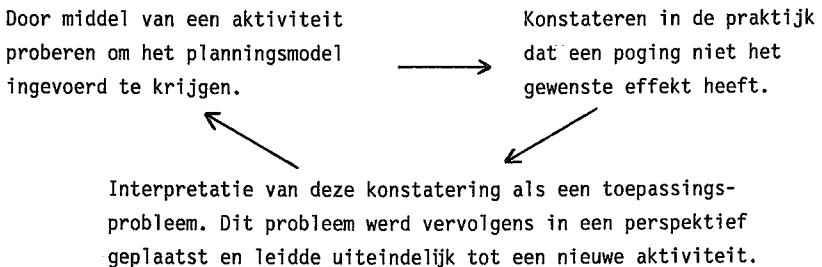 Door middel van een aktiviteit
proberen om het planningsmodel
ingevoerd te krijgen.
Konstateren in de praktijk
dat een poging niet het
gewenste effekt heeft.
Interpretatie van deze konstatering als een toepassings-
probleem. Dit probleem werd vervolgens in een perspektief
geplaatst en leidde uiteindelijk tot een nieuwe aktiviteit.